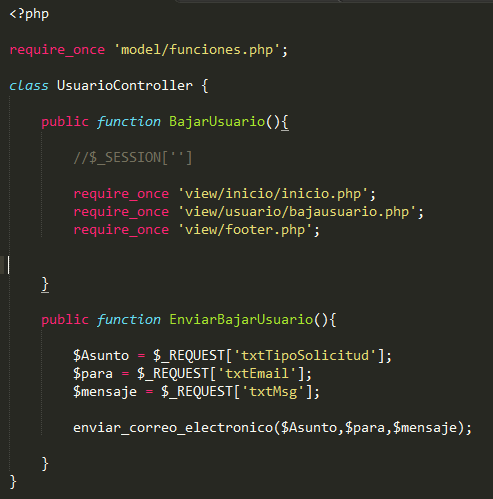 <?php
require_once 'model/funciones.php';
class UsuarioController {
public function BajarUsuario(){
//$_SESSION['']
require_once 'view/inicio/inicio.php';
require_once 'view/usuario/bajausuario.php';
require_once 'view/footer.php';
}
public function EnviarBajarUsuario(){
$Asunto = $_REQUEST['txtTipoSolicitud'];
$para = $_REQUEST['txtEmail'];
$mensaje = $_REQUEST['txtMsg'];
enviar_correo_electronico($Asunto,$para,$mensaje);
}
}